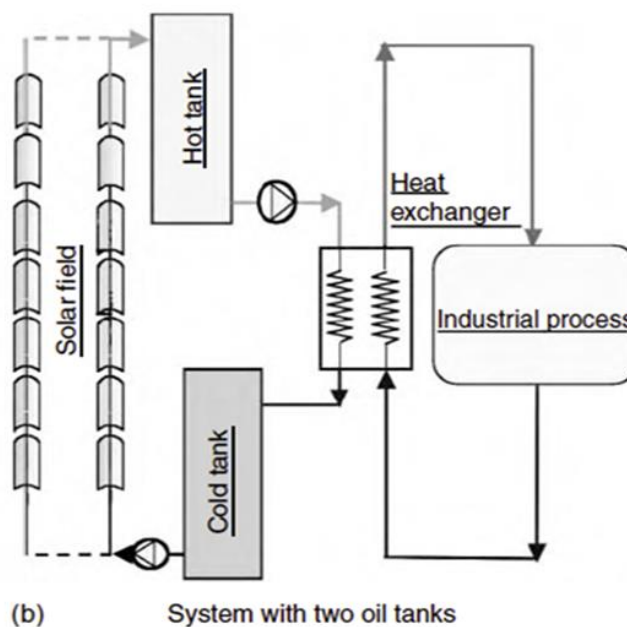 Hot tank
Heat
exchanger
Solar field
Industrial process
Cold tank
(b) System with two oil tanks